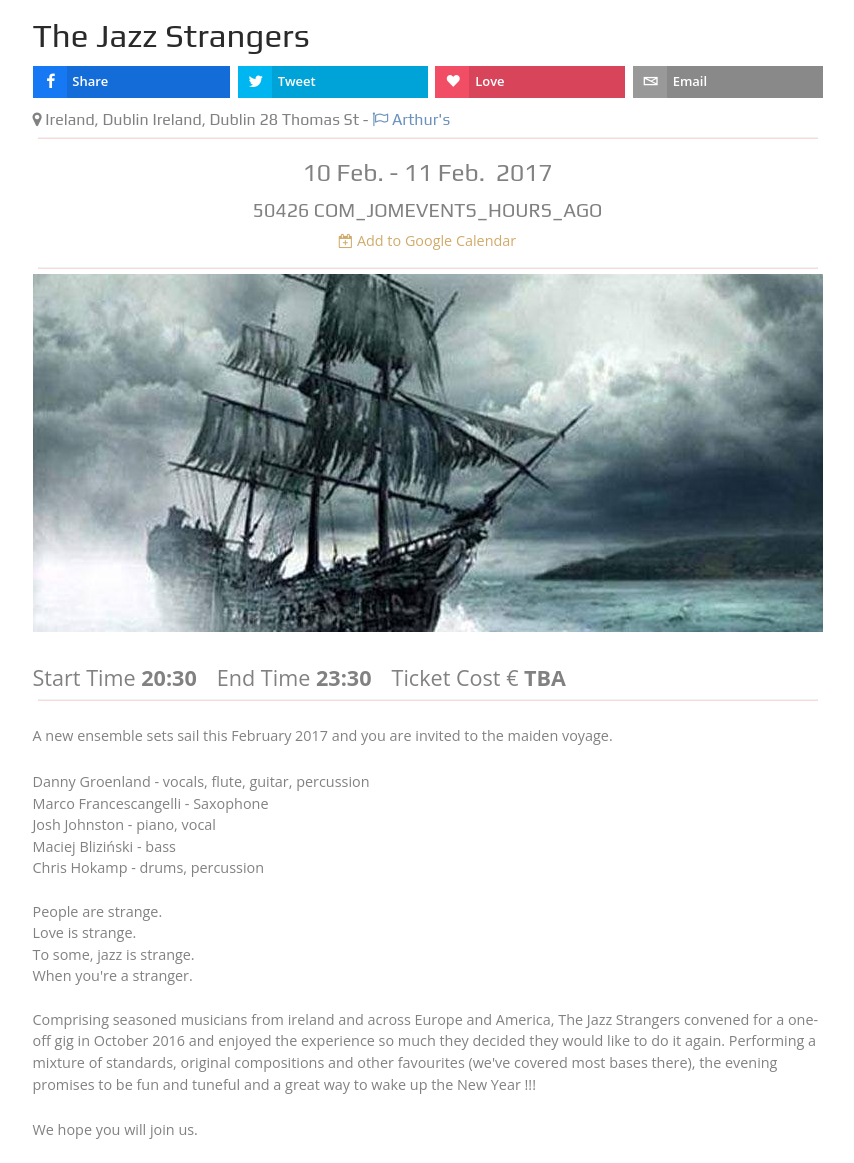 The Jazz Strangers
Share
Tweet
Love
Email
Ireland, Dublin Ireland, Dublin 28 Thomas St - Arthur's
10 Feb. - 11 Feb. 2017
50426 COM_JOMEVENTS_HOURS_AGO
Add to Google Calendar
Start Time 20:30 End Time 23:30 Ticket Cost € TBA
A new ensemble sets sail this February 2017 and you are invited to the maiden voyage.
Danny Groenland - vocals, flute, guitar, percussion
Marco Francescangelli - Saxophone
Josh Johnston - piano, vocal
Maciej Bliziński - bass
Chris Hokamp - drums, percussion
People are strange.
Love is strange.
To some, jazz is strange.
When you're a stranger.
Comprising seasoned musicians from ireland and across Europe and America, The Jazz Strangers convened for a one-
off gig in October 2016 and enjoyed the experience so much they decided they would like to do it again. Performing a
mixture of standards, original compositions and other favourites (we've covered most bases there), the evening
promises to be fun and tuneful and a great way to wake up the New Year !!!
We hope you will join us.